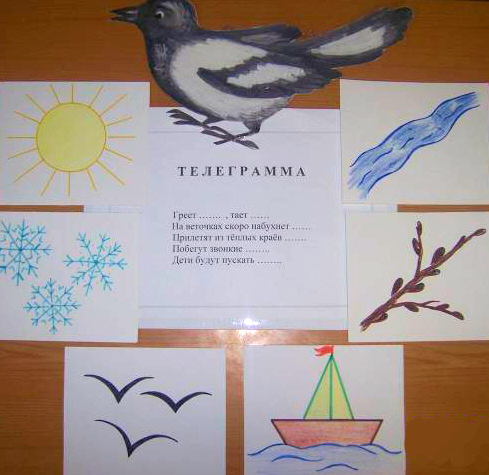 ТЕЛЕГРАММА
Греет ……. , тает ……
На веточках скоро набухнет ……
Прилетят из тёплых краёв …….
Побегут звонкие ……..
Дети будут пускать ……..